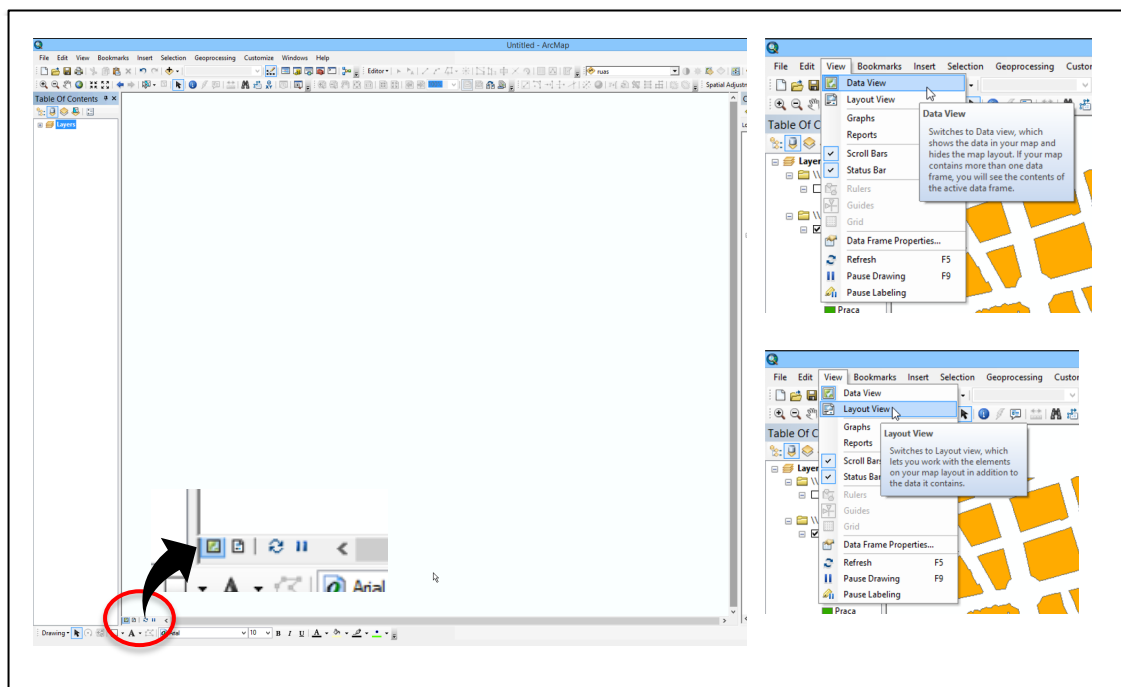 Untitled - ArcMap
File Edit View Bookmarks Insert Selection Geoprocessing Customize Windows Help
Editor
ruas
Spatial Adjustm
Table Of Contents
Layers
Arial
Drawing
A
Arial
10
B I U A
File Edit View Bookmarks Insert Selection Geoprocessing Custor
Data View
Layout View
Graphs
Reports
Scroll Bars
Status Bar
Rulers
Guides
Grid
Data Frame Properties...
Refresh F5
Pause Drawing F9
Pause Labeling
Table Of C
Layer
Praca
Data View
Switches to Data view, which
shows the data in your map and
hides the map layout. If your map
contains more than one data
frame, you will see the contents of
the active data frame.
File Edit View Bookmarks Insert Selection Geoprocessing Custor
Data View
Layout View
Graphs
Reports
Scroll Bars
Status Bar
Rulers
Guides
Grid
Data Frame Properties...
Refresh F5
Pause Drawing F9
Pause Labeling
Table Of C
Layer
Praca
Layout View
Switches to Layout view, which
lets you work with the elements
on your map layout in addition to
the data it contains.